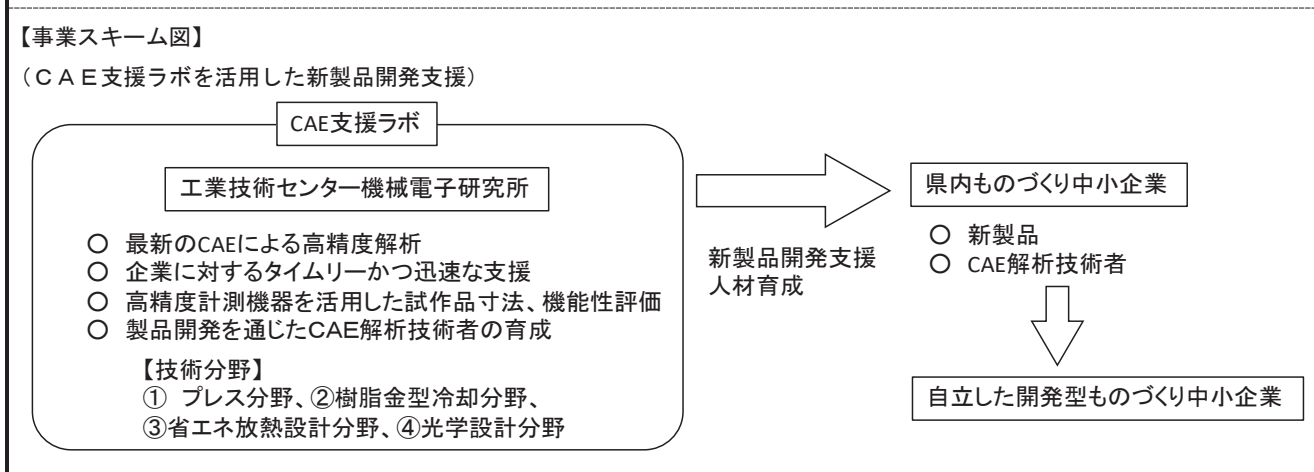 【事業スキーム図】
(CAE支援ラボを活用した新製品開発支援)
CAE支援ラボ
工業技術センター機械電子研究所
○ 最新のCAEによる高精度解析
○ 企業に対するタイムリーかつ迅速な支援
○ 高精度計測機器を活用した試作品寸法、機能性評価
○ 製品開発を通じたCAE解析技術者の育成
【技術分野】
① プレス分野、②樹脂金型冷却分野、
③省エネ放熱設計分野、④光学設計分野
新製品開発支援
人材育成
県内ものづくり中小企業
○ 新製品
○ CAE解析技術者
自立した開発型ものづくり中小企業